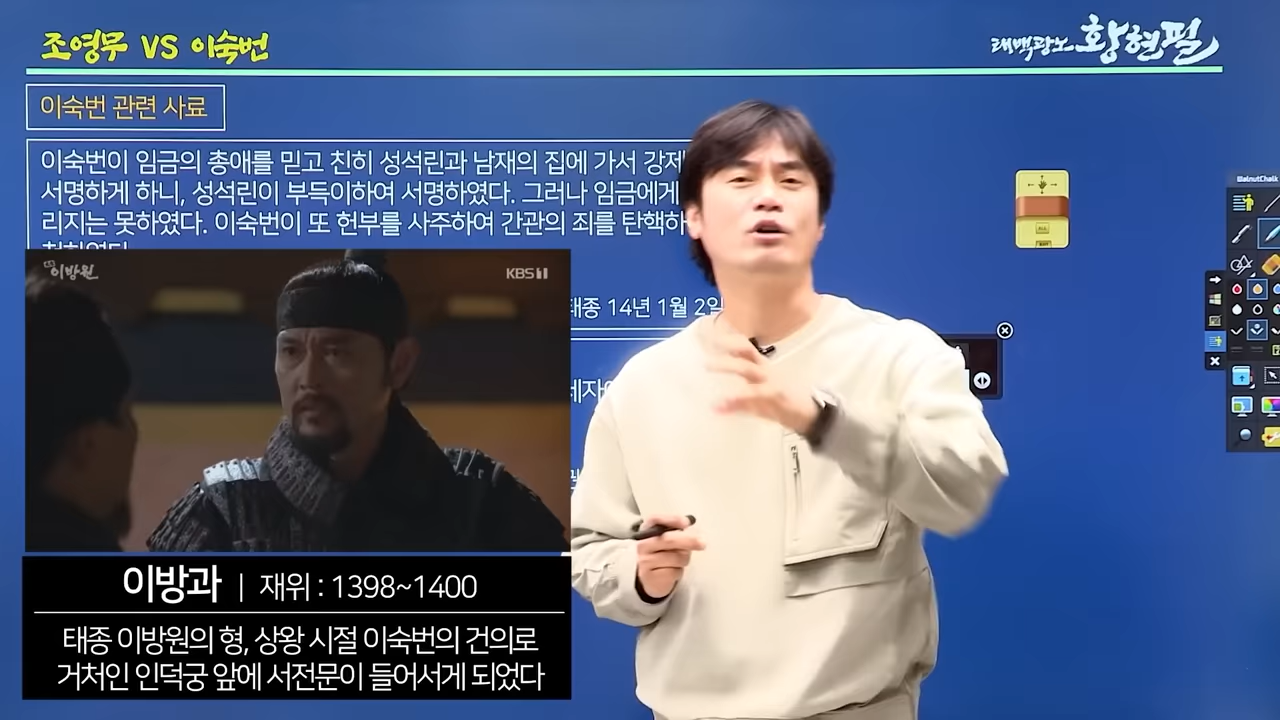 조영무 VS 이숙번
태백광노 황현필
이숙번 관련 사료
이숙번이 임금의 총애를 믿고 친히 성석린과 남재의 집에 가서 강제
서명하게 하니, 성석린이 부득이하여 서명하였다. 그러나 임금에게
리지는 못하였다. 이숙번이 또 헌부를 사주하여 간관의 죄를 탄핵하
태종 14년 1월 2일
WalnutChalk
이방원
KBS 1
이방과 | 재위 : 1398~1400
태종 이방원의 형, 상왕 시절 이숙번의 건의로
거처인 인덕궁 앞에 서전문이 들어서게 되었다